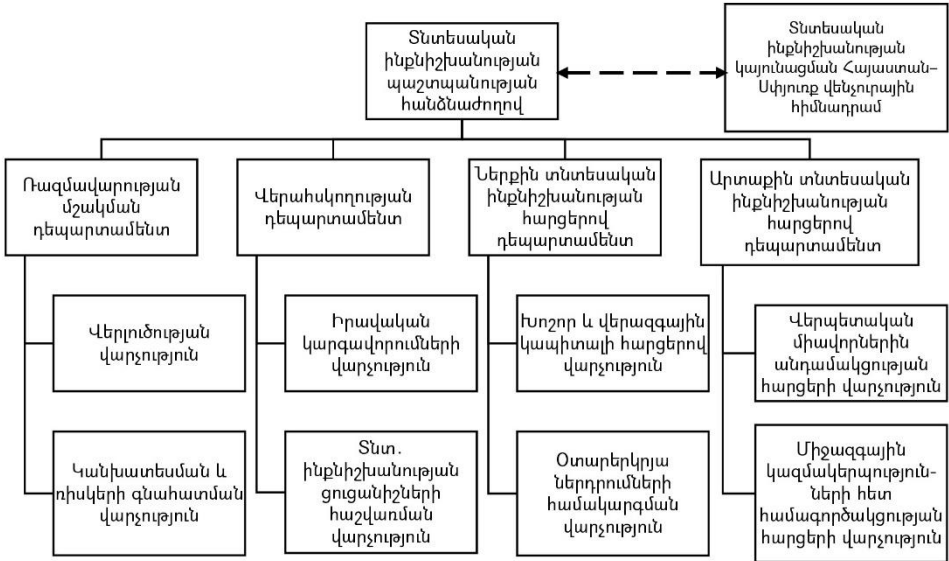 Տնտեսական
ինքնիշխանության
պաշտպանության
հանձնաժողով
Տնտեսական
ինքնիշխանության
կայունացման Հայաստան–
Սփյուռք վենչուրային
հիմնադրամ
Ռազմավարության
մշակման
դեպարտամենտ
Վերահսկողության
դեպարտամենտ
Ներքին տնտեսական
ինքնիշխանության
հարցերով
դեպարտամենտ
Արտաքին տնտեսական
ինքնիշխանության
հարցերով
դեպարտամենտ
Վերլուծության
վարչություն
Իրավական
կարգավորումների
վարչություն
Խոշոր և վերազգային
կապիտալի հարցերով
վարչություն
Վերպետական
միավորներին
անդամակցության
հարցերի վարչություն
Կանխատեսման և
ռիսկերի գնահատման
վարչություն
Տնտ.
ինքնիշխանության
ցուցանիշների
հաշվառման
վարչություն
Օտարերկրյա
ներդրումների
համակարգման
վարչություն
Միջազգային
կազմակերպություն-
ների հետ
համագործակցության
հարցերի վարչություն